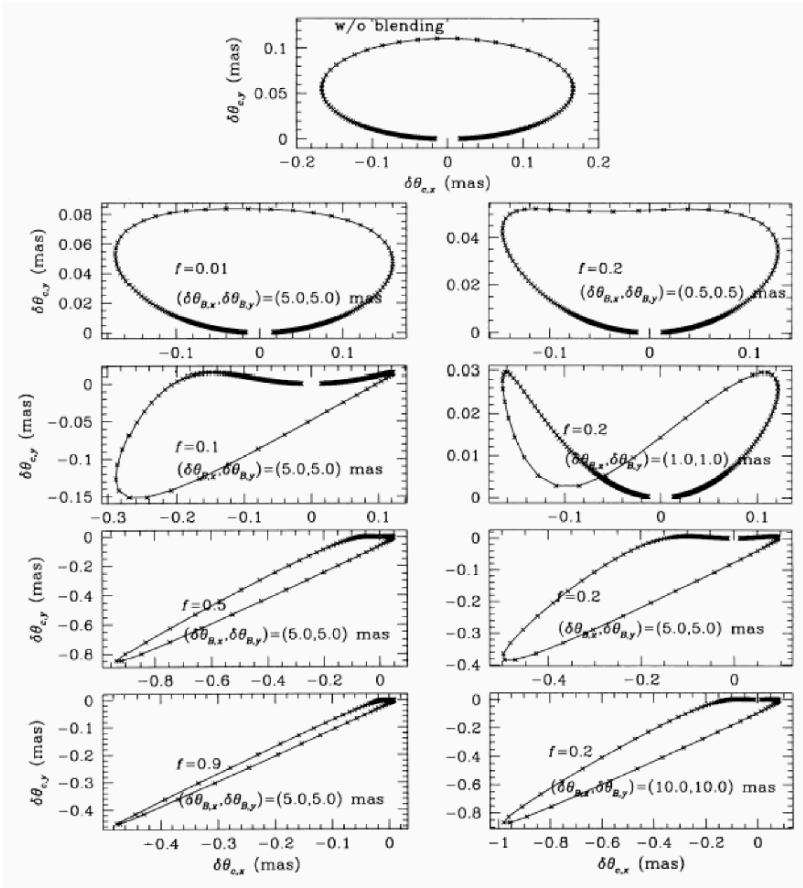 w/o blending
0.1
0.05
0
δθc,y (mas)
−0.2 −0.1 0 0.1 0.2
δθc,x (mas)
0.08
0.06
0.04
0.02
0
δθc,y (mas)
f=0.01
(δθB,x,δθB,y)=(5.0,5.0) mas
−0.1 0 0.1
0.04
0.02
0
f=0.2
(δθB,x,δθB,y)=(0.5,0.5) mas
−0.1 0 0.1
0
−0.05
−0.1
−0.15
δθc,y (mas)
f=0.1
(δθB,x,δθB,y)=(5.0,5.0) mas
−0.3 −0.2 −0.1 0 0.1
0.03
0.02
0.01
0
f=0.2
(δθB,x,δθB,y)=(1.0,1.0) mas
−0.1 0 0.1
0
−0.2
−0.4
−0.6
−0.8
δθc,y (mas)
f=0.5
(δθB,x,δθB,y)=(5.0,5.0) mas
−0.8 −0.6 −0.4 −0.2 0
0
−0.1
−0.2
−0.3
−0.4
f=0.2
(δθB,x,δθB,y)=(5.0,5.0) mas
−0.4 −0.2 0
0
−0.1
−0.2
−0.3
−0.4
δθc,y (mas)
f=0.9
(δθB,x,δθB,y)=(5.0,5.0) mas
−0.4 −0.3 −0.2 −0.1 0
δθc,x (mas)
0
−0.2
−0.4
−0.6
−0.8
f=0.2
(δθB,x,δθB,y)=(10.0,10.0) mas
−1 −0.8 −0.6 −0.4 −0.2 0
δθc,x (mas)